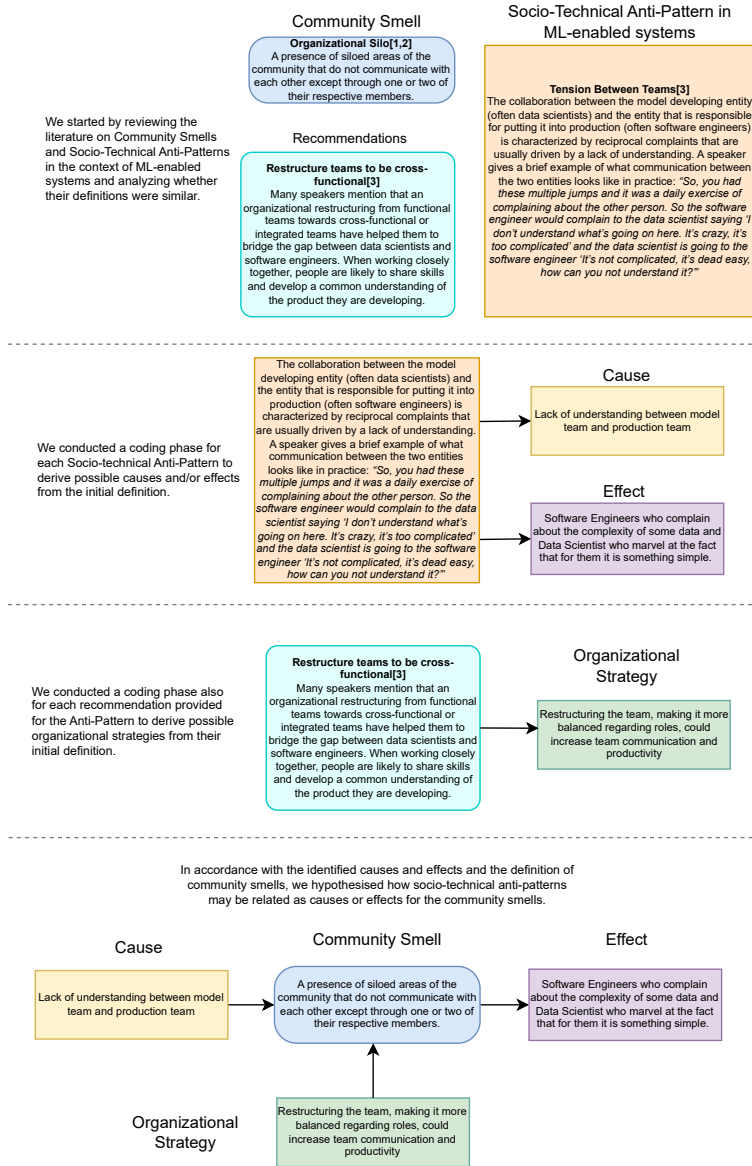 Community Smell
Organizational Silo[1,2]
A presence of siloed areas of the
community that do not communicate with
each other except through one or two of
their respective members.
Socio-Technical Anti-Pattern in
ML-enabled systems
Tension Between Teams[3]
The collaboration between the model developing entity
(often data scientists) and the entity that is responsible
for putting it into production (often software engineers)
is characterized by reciprocal complaints that are
usually driven by a lack of understanding. A speaker
gives a brief example of what communication between
the two entities looks like in practice: “So, you had
these multiple jumps and it was a daily exercise of
complaining about the other person. So the software
engineer would complain to the data scientist saying ‘I
don’t understand what’s going on here. It’s crazy, it’s
too complicated’ and the data scientist is going to the
software engineer ‘It’s not complicated, it’s dead easy,
how can you not understand it?’”
We started by reviewing the
literature on Community Smells
and Socio-Technical Anti-Patterns
in the context of ML-enabled
systems and analyzing whether
their definitions were similar.
Recommendations
Restructure teams to be cross-
functional[3]
Many speakers mention that an
organizational restructuring from functional
teams towards cross-functional or
integrated teams have helped them to
bridge the gap between data scientists and
software engineers. When working closely
together, people are likely to share skills
and develop a common understanding of
the product they are developing.
We conducted a coding phase for
each Socio-technical Anti-Pattern to
derive possible causes and/or effects
from the initial definition.
The collaboration between the model
developing entity (often data scientists) and
the entity that is responsible for putting it into
production (often software engineers) is
characterized by reciprocal complaints that
are usually driven by a lack of understanding.
A speaker gives a brief example of what
communication between the two entities
looks like in practice: “So, you had these
multiple jumps and it was a daily exercise of
complaining about the other person. So the
software engineer would complain to the data
scientist saying ‘I don’t understand what’s
going on here. It’s crazy, it’s too complicated’
and the data scientist is going to the software
engineer ‘It’s not complicated, it’s dead easy,
how can you not understand it?’”
Cause
Lack of understanding between model
team and production team
Effect
Software Engineers who complain
about the complexity of some data and
Data Scientist who marvel at the fact
that for them it is something simple.
We conducted a coding phase also
for each recommendation provided
for the Anti-Pattern to derive possible
organizational strategies from their
initial definition.
Restructure teams to be cross-
functional[3]
Many speakers mention that an
organizational restructuring from functional
teams towards cross-functional or
integrated teams have helped them to
bridge the gap between data scientists and
software engineers. When working closely
together, people are likely to share skills
and develop a common understanding of
the product they are developing.
Organizational
Strategy
Restructuring the team, making it more
balanced regarding roles, could
increase team communication and
productivity
In accordance with the identified causes and effects and the definition of
community smells, we hypothesised how socio-technical anti-patterns
may be related as causes or effects for the community smells.
Cause
Lack of understanding between model
team and production team
Community Smell
A presence of siloed areas of the
community that do not communicate with
each other except through one or two of
their respective members.
Effect
Software Engineers who complain
about the complexity of some data and
Data Scientist who marvel at the fact
that for them it is something simple.
Organizational
Strategy
Restructuring the team, making it more
balanced regarding roles, could
increase team communication and
productivity